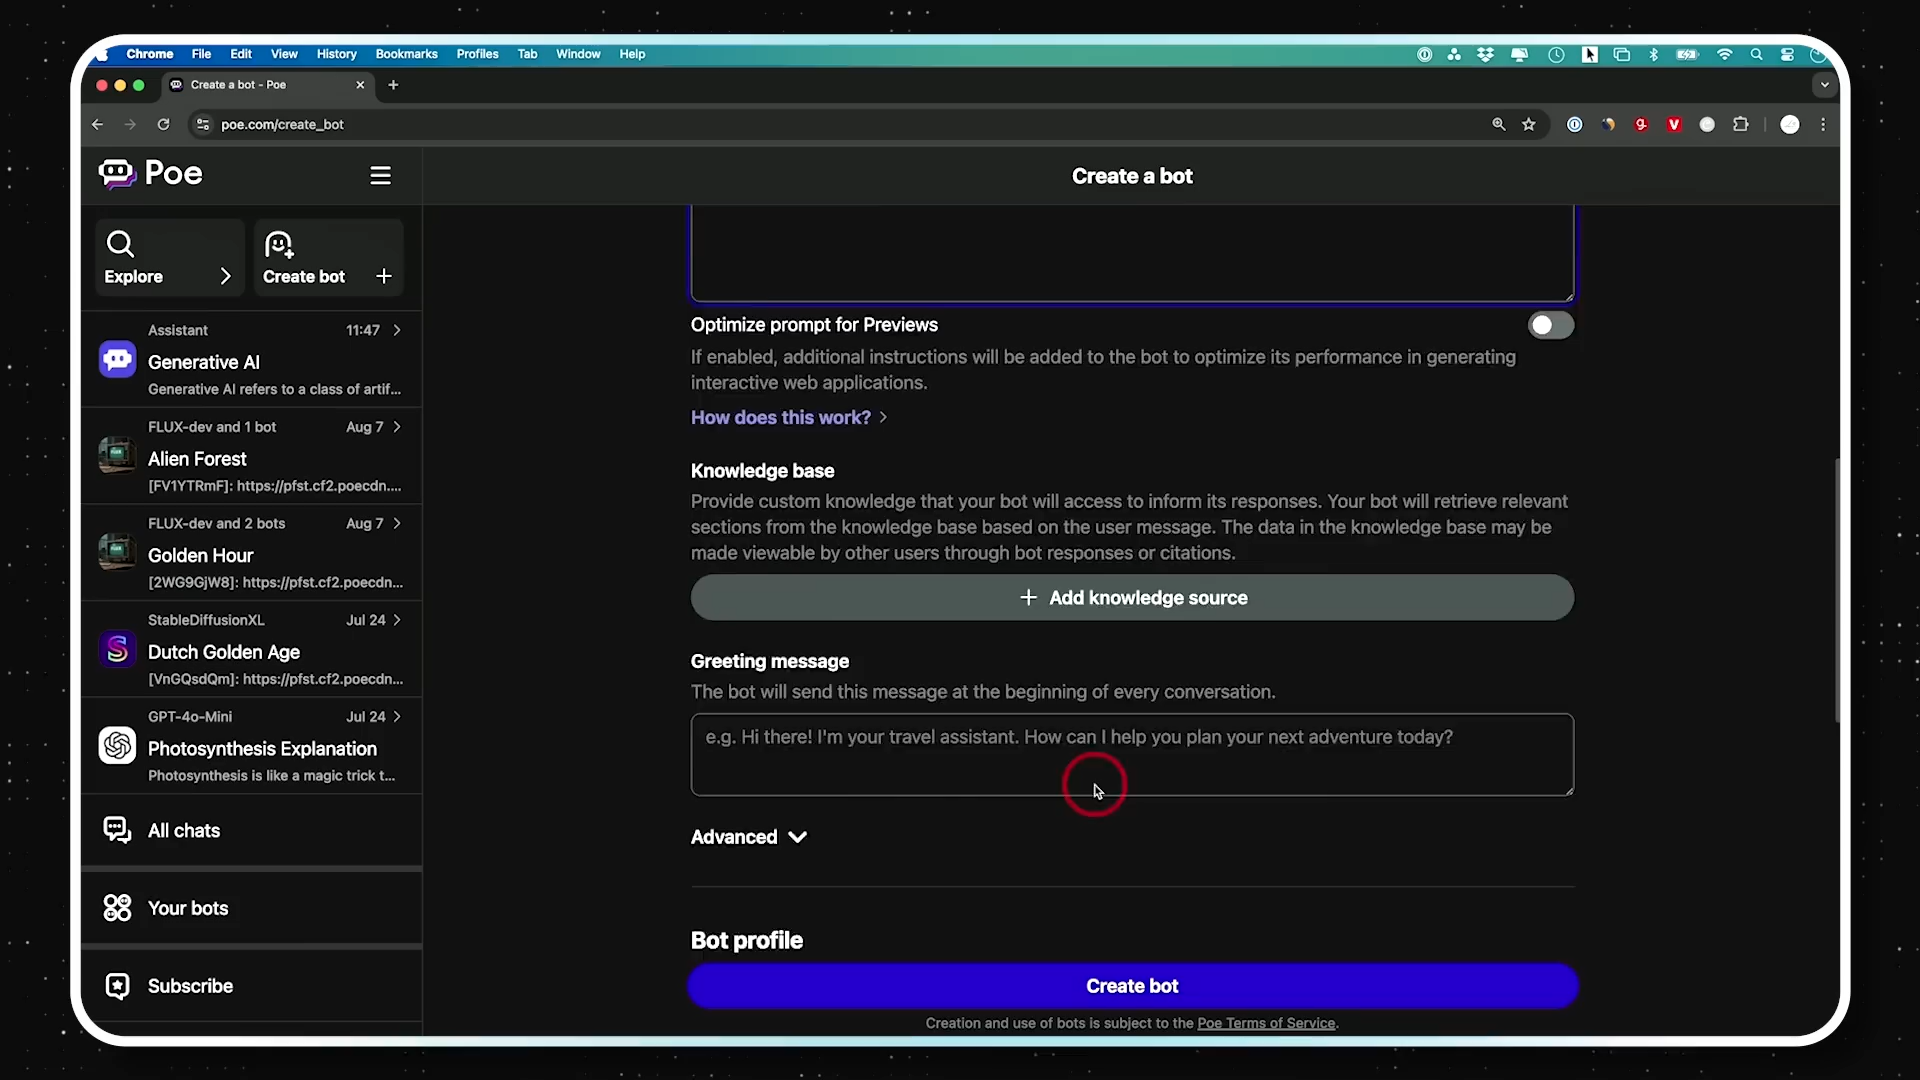 Chrome File Edit View History Bookmarks Profiles Tab Window Help
Create a bot - Poe
poe.com/create_bot
Poe
Create a bot
Explore
Create bot
Assistant 11:47
Generative AI
Generative AI refers to a class of artif...
FLUX-dev and 1 bot Aug 7
Alien Forest
[FV1YTRmF]: https://pfst.cf2.poecdn....
FLUX-dev and 2 bots Aug 7
Golden Hour
[2WG9GjW8]: https://pfst.cf2.poecdn...
StableDiffusionXL Jul 24
Dutch Golden Age
[VnGQsdQm]: https://pfst.cf2.poecdn...
GPT-4o-Mini Jul 24
Photosynthesis Explanation
Photosynthesis is like a magic trick t...
All chats
Your bots
Subscribe
Optimize prompt for Previews
If enabled, additional instructions will be added to the bot to optimize its performance in generating
interactive web applications.
How does this work?
Knowledge base
Provide custom knowledge that your bot will access to inform its responses. Your bot will retrieve relevant
sections from the knowledge base based on the user message. The data in the knowledge base may be
made viewable by other users through bot responses or citations.
+ Add knowledge source
Greeting message
The bot will send this message at the beginning of every conversation.
e.g. Hi there! I'm your travel assistant. How can I help you plan your next adventure today?
Advanced
Bot profile
Create bot
Creation and use of bots is subject to the Poe Terms of Service.